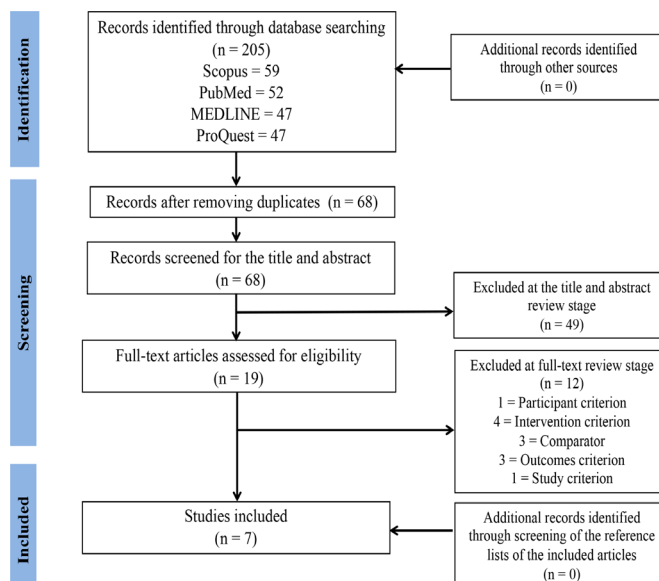 Identification
Records identified through database searching
(n = 205)
Scopus = 59
PubMed = 52
MEDLINE = 47
ProQuest = 47
Additional records identified
through other sources
(n = 0)
Screening
Records after removing duplicates (n = 68)
Records screened for the title and abstract
(n = 68)
Excluded at the title and abstract
review stage
(n = 49)
Full-text articles assessed for eligibility
(n = 19)
Excluded at full-text review stage
(n = 12)
1 = Participant criterion
4 = Intervention criterion
3 = Comparator
3 = Outcomes criterion
1 = Study criterion
Included
Studies included
(n = 7)
Additional records identified
through screening of the reference
lists of the included articles
(n = 0)